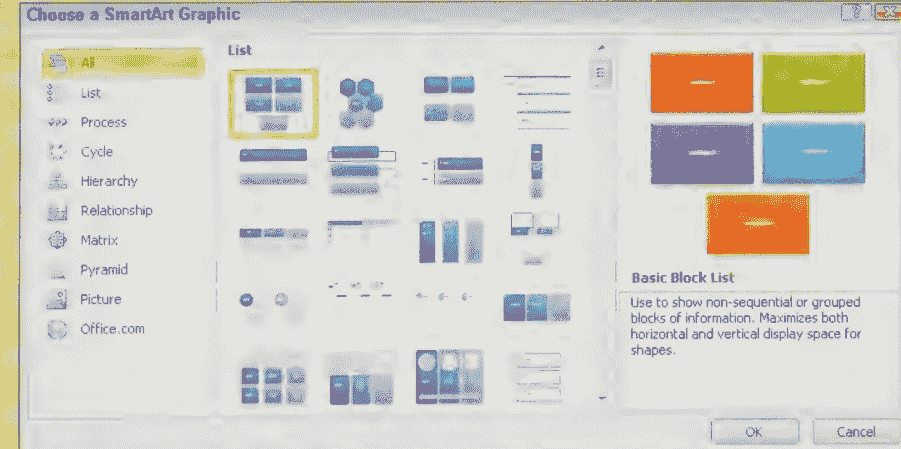 Choose a SmartArt Graphic
All
List
Process
Cycle
Hierarchy
Relationship
Matrix
Pyramid
Picture
Office.com
List
Basic Block List
Use to show non-sequential or grouped
blocks of information. Maximizes both
horizontal and vertical display space for
shapes.
OK
Cancel